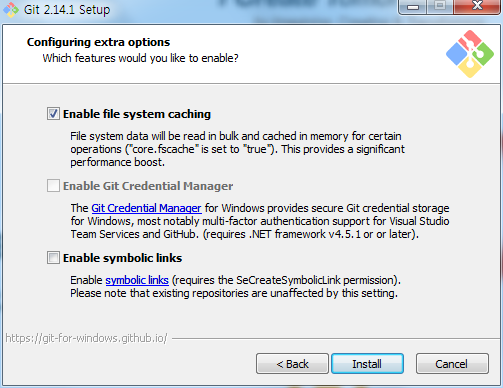 Git 2.14.1 Setup
Configuring extra options
Which features would you like to enable?
Enable file system caching
File system data will be read in bulk and cached in memory for certain
operations ("core.fscache" is set to "true"). This provides a significant
performance boost.
Enable Git Credential Manager
The Git Credential Manager for Windows provides secure Git credential storage
for Windows, most notably multi-factor authentication support for Visual Studio
Team Services and GitHub. (requires .NET framework v4.5.1 or or later).
Enable symbolic links
Enable symbolic links (requires the SeCreateSymbolicLink permission).
Please note that existing repositories are unaffected by this setting.
https://git-for-windows.github.io/
< Back
Install
Cancel